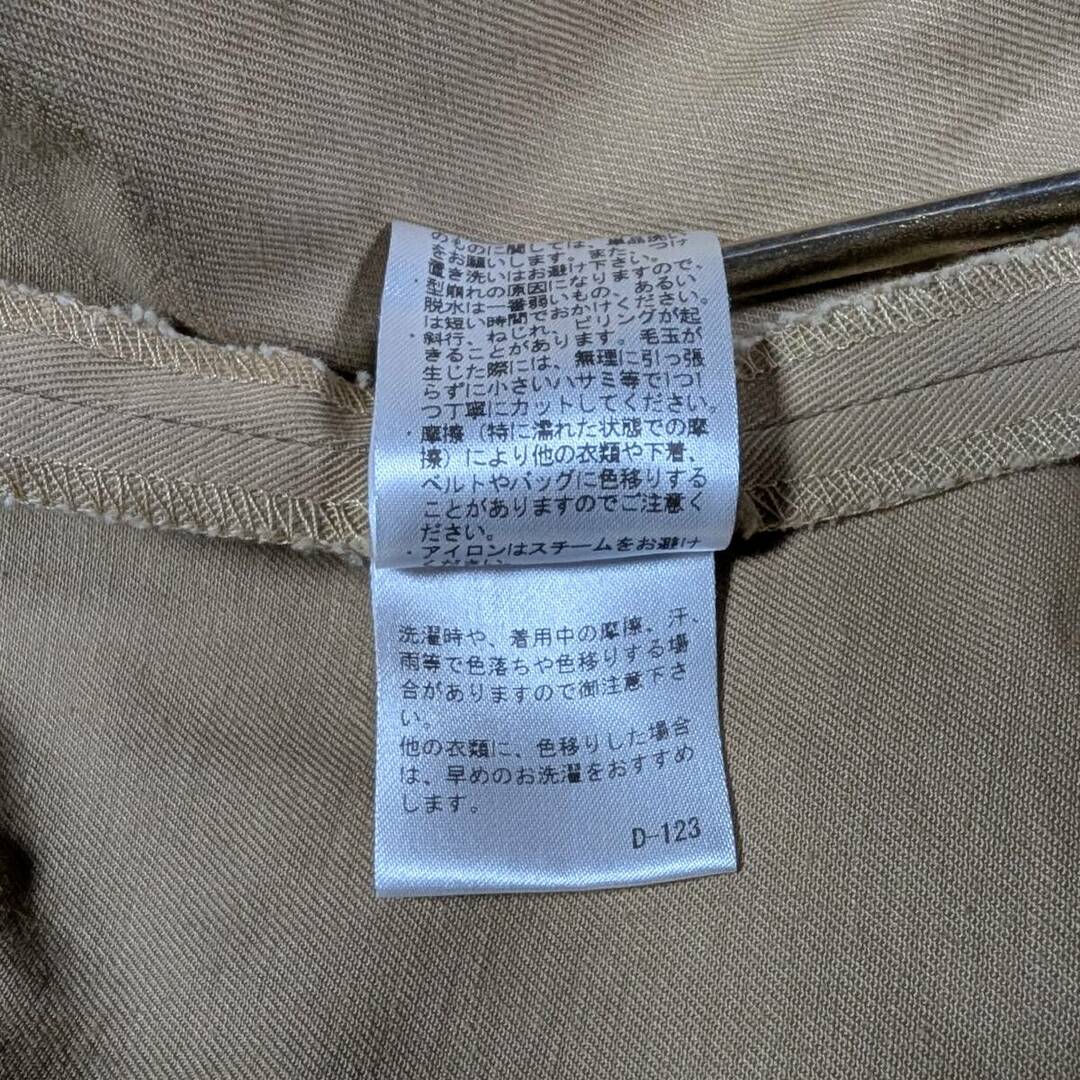 のものに関しては、単品洗い
をお願いします。また、つけ
置き洗いはお避け下さい。
・型崩れの原因になりますので、
脱水は一番弱いもの、あるい
は短い時間でおかけください。
・斜行、ねじれ、ピリングが起
きることがあります。毛玉が
生じた際には、無理に引っ張
らずに小さいハサミ等で1つ1
つ丁寧にカットしてください。
・摩擦（特に濡れた状態での摩
擦）により他の衣類や下着、
ベルトやバッグに色移りする
ことがありますのでご注意く
ださい。
・アイロンはスチームをお避け
ください。
洗濯時や、着用中の摩擦、汗、
雨等で色落ちや色移りする場
合がありますので御注意下さ
い。
他の衣類に、色移りした場合
は、早めのお洗濯をおすすめ
します。
D-123